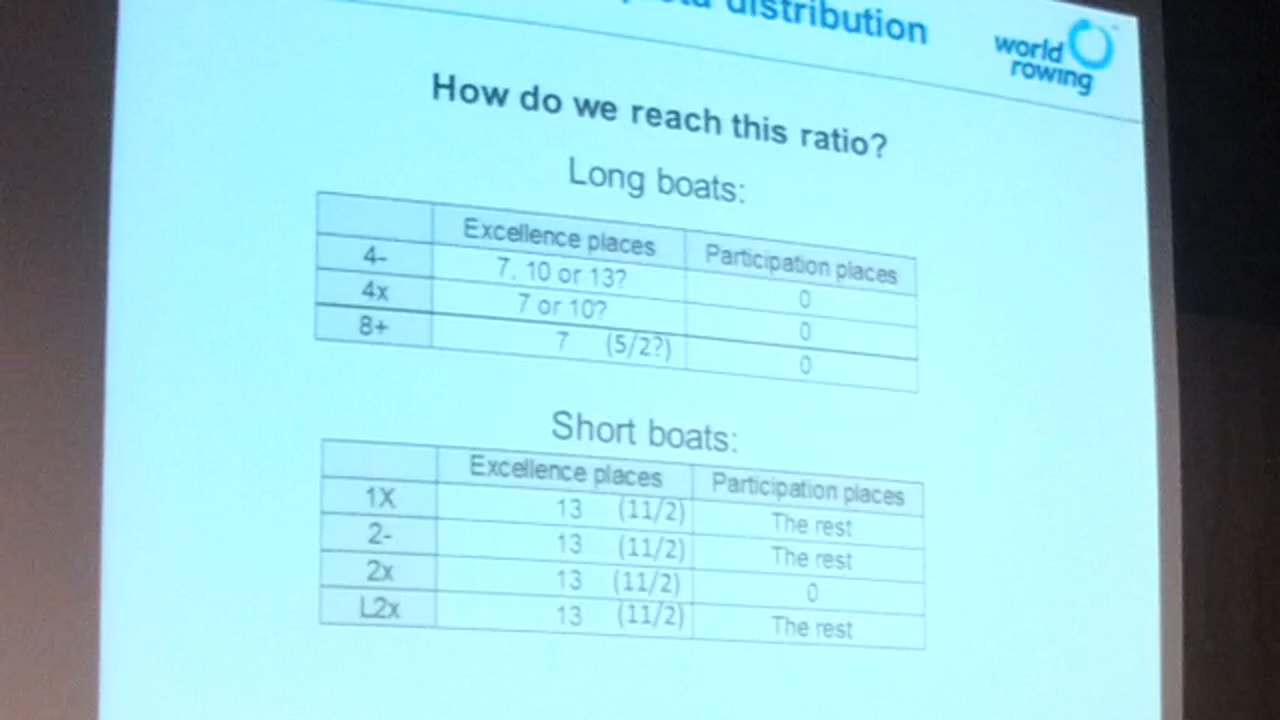 distribution
world
rowing
How do we reach this ratio?
Long boats:
Excellence places Participation places
4- 7. 10 or 13? 0
4x 7 or 10? 0
8+ 7 (5/2?) 0
Short boats:
Excellence places Participation places
1X 13 (11/2) The rest
2- 13 (11/2) The rest
2x 13 (11/2) 0
L2x 13 (11/2) The rest